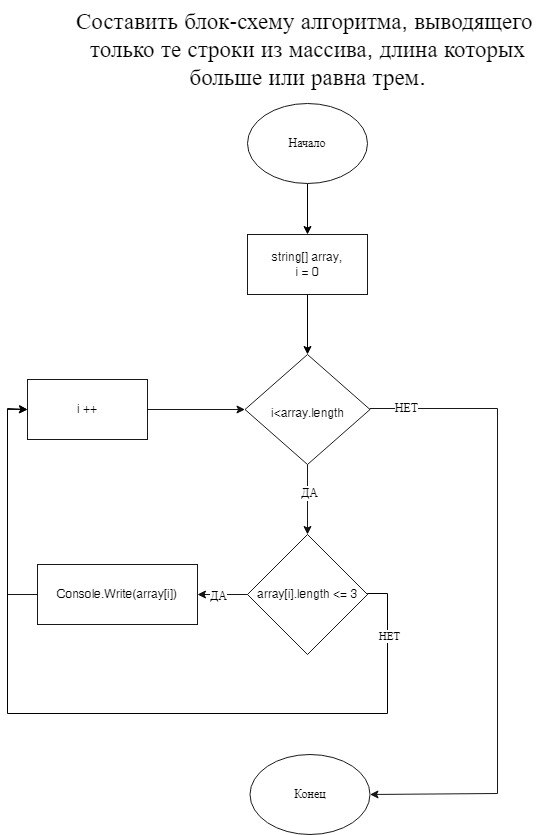 Составить блок-схему алгоритма, выводящего
только те строки из массива, длина которых
больше или равна трем.
Начало
string[] array,
i = 0
i ++
i<array.length
НЕТ
ДА
Console.Write(array[i])
ДА
array[i].length <= 3
НЕТ
Конец